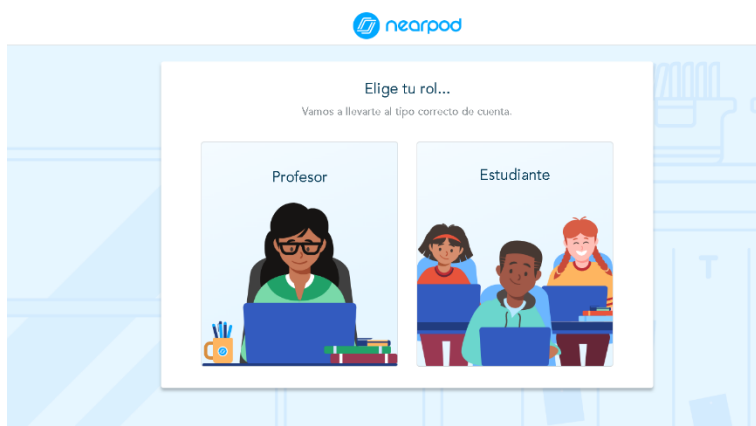 nearpod
Elige tu rol...
Vamos a llevarte al tipo correcto de cuenta.
Profesor
Estudiante